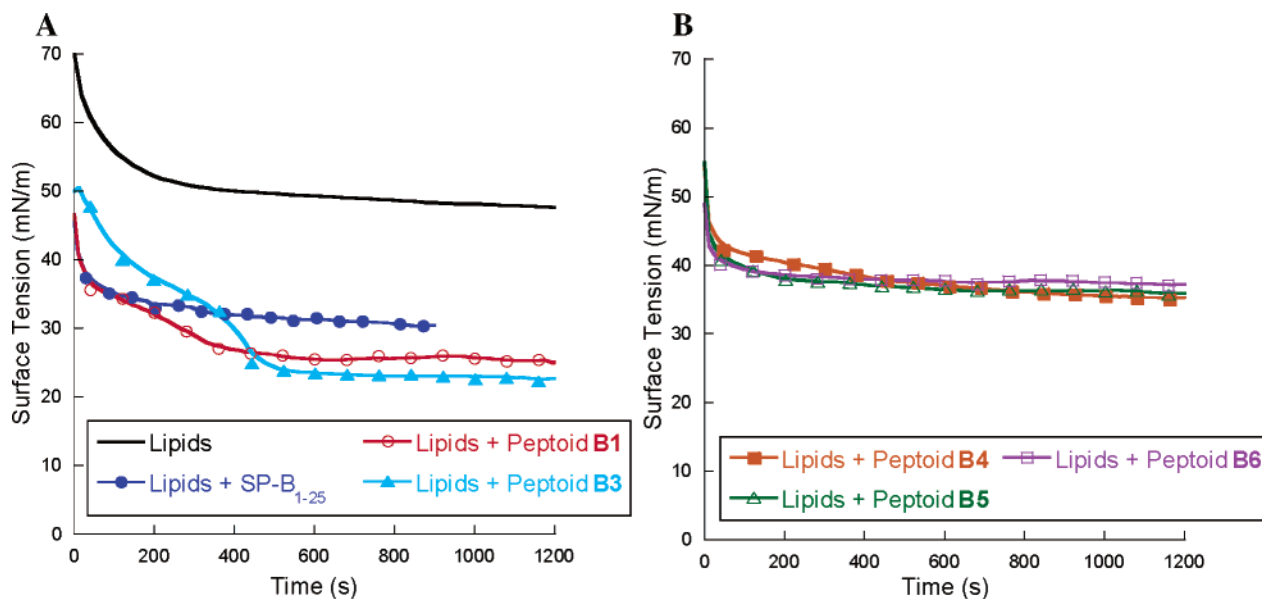 A
70
60
50
40
30
20
10
0
Surface Tension (mN/m)
Lipids
Lipids + Peptoid B1
Lipids + SP-B1-25
Lipids + Peptoid B3
0 200 400 600 800 1000 1200
Time (s)
B
70
60
50
40
30
20
10
0
Surface Tension (mN/m)
Lipids + Peptoid B4
Lipids + Peptoid B6
Lipids + Peptoid B5
0 200 400 600 800 1000 1200
Time (s)